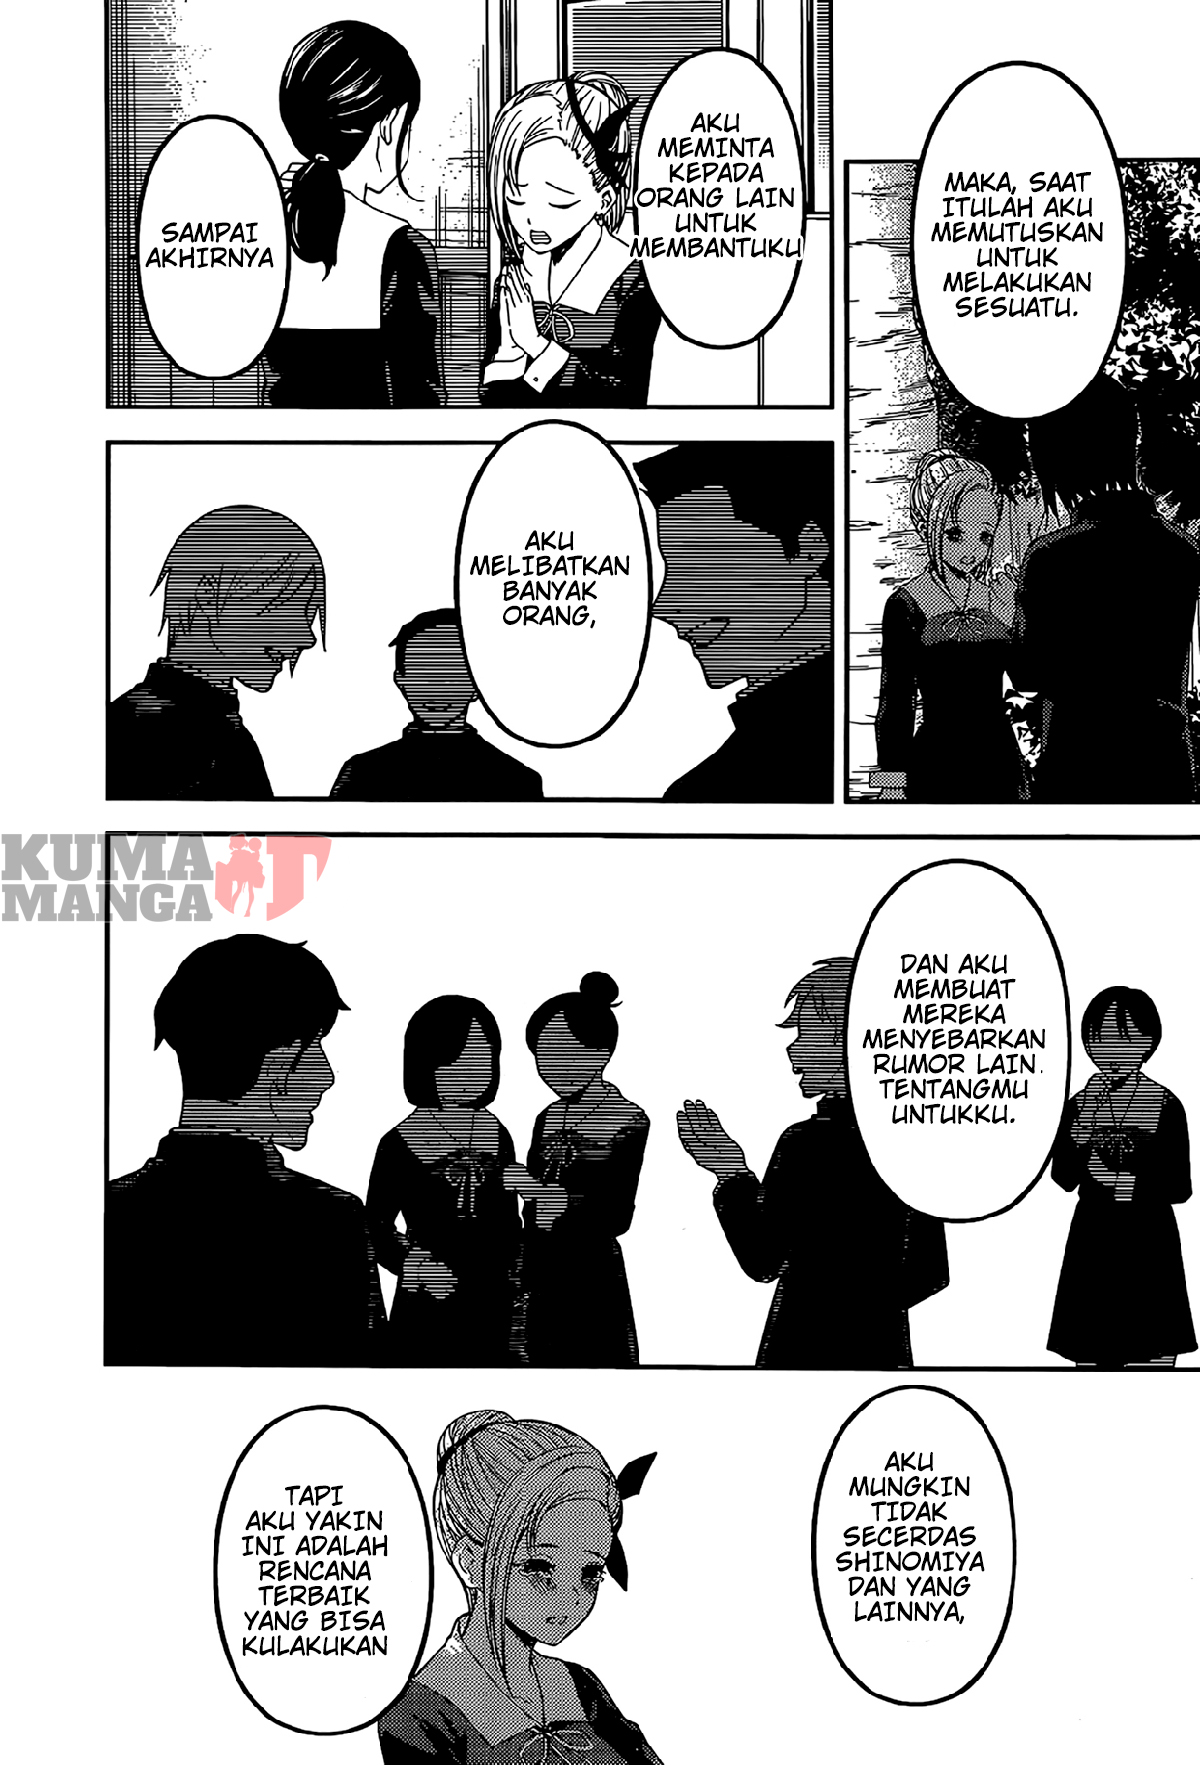 MAKA, SAAT
ITULAH AKU
MEMUTUSKAN
UNTUK
MELAKUKAN
SESUATU.
AKU
MEMINTA
KEPADA
ORANG LAIN
UNTUK
MEMBANTUKU
SAMPAI
AKHIRNYA
AKU
MELIBATKAN
BANYAK
ORANG,
KUMA
MANGA
DAN AKU
MEMBUAT
MEREKA
MENYEBARKAN
RUMOR LAIN
TENTANGMU
UNTUKKU.
AKU
MUNGKIN
TIDAK
SECERDAS
SHINOMIYA
DAN YANG
LAINNYA,
TAPI
AKU YAKIN
INI ADALAH
RENCANA
TERBAIK
YANG BISA
KULAKUKAN